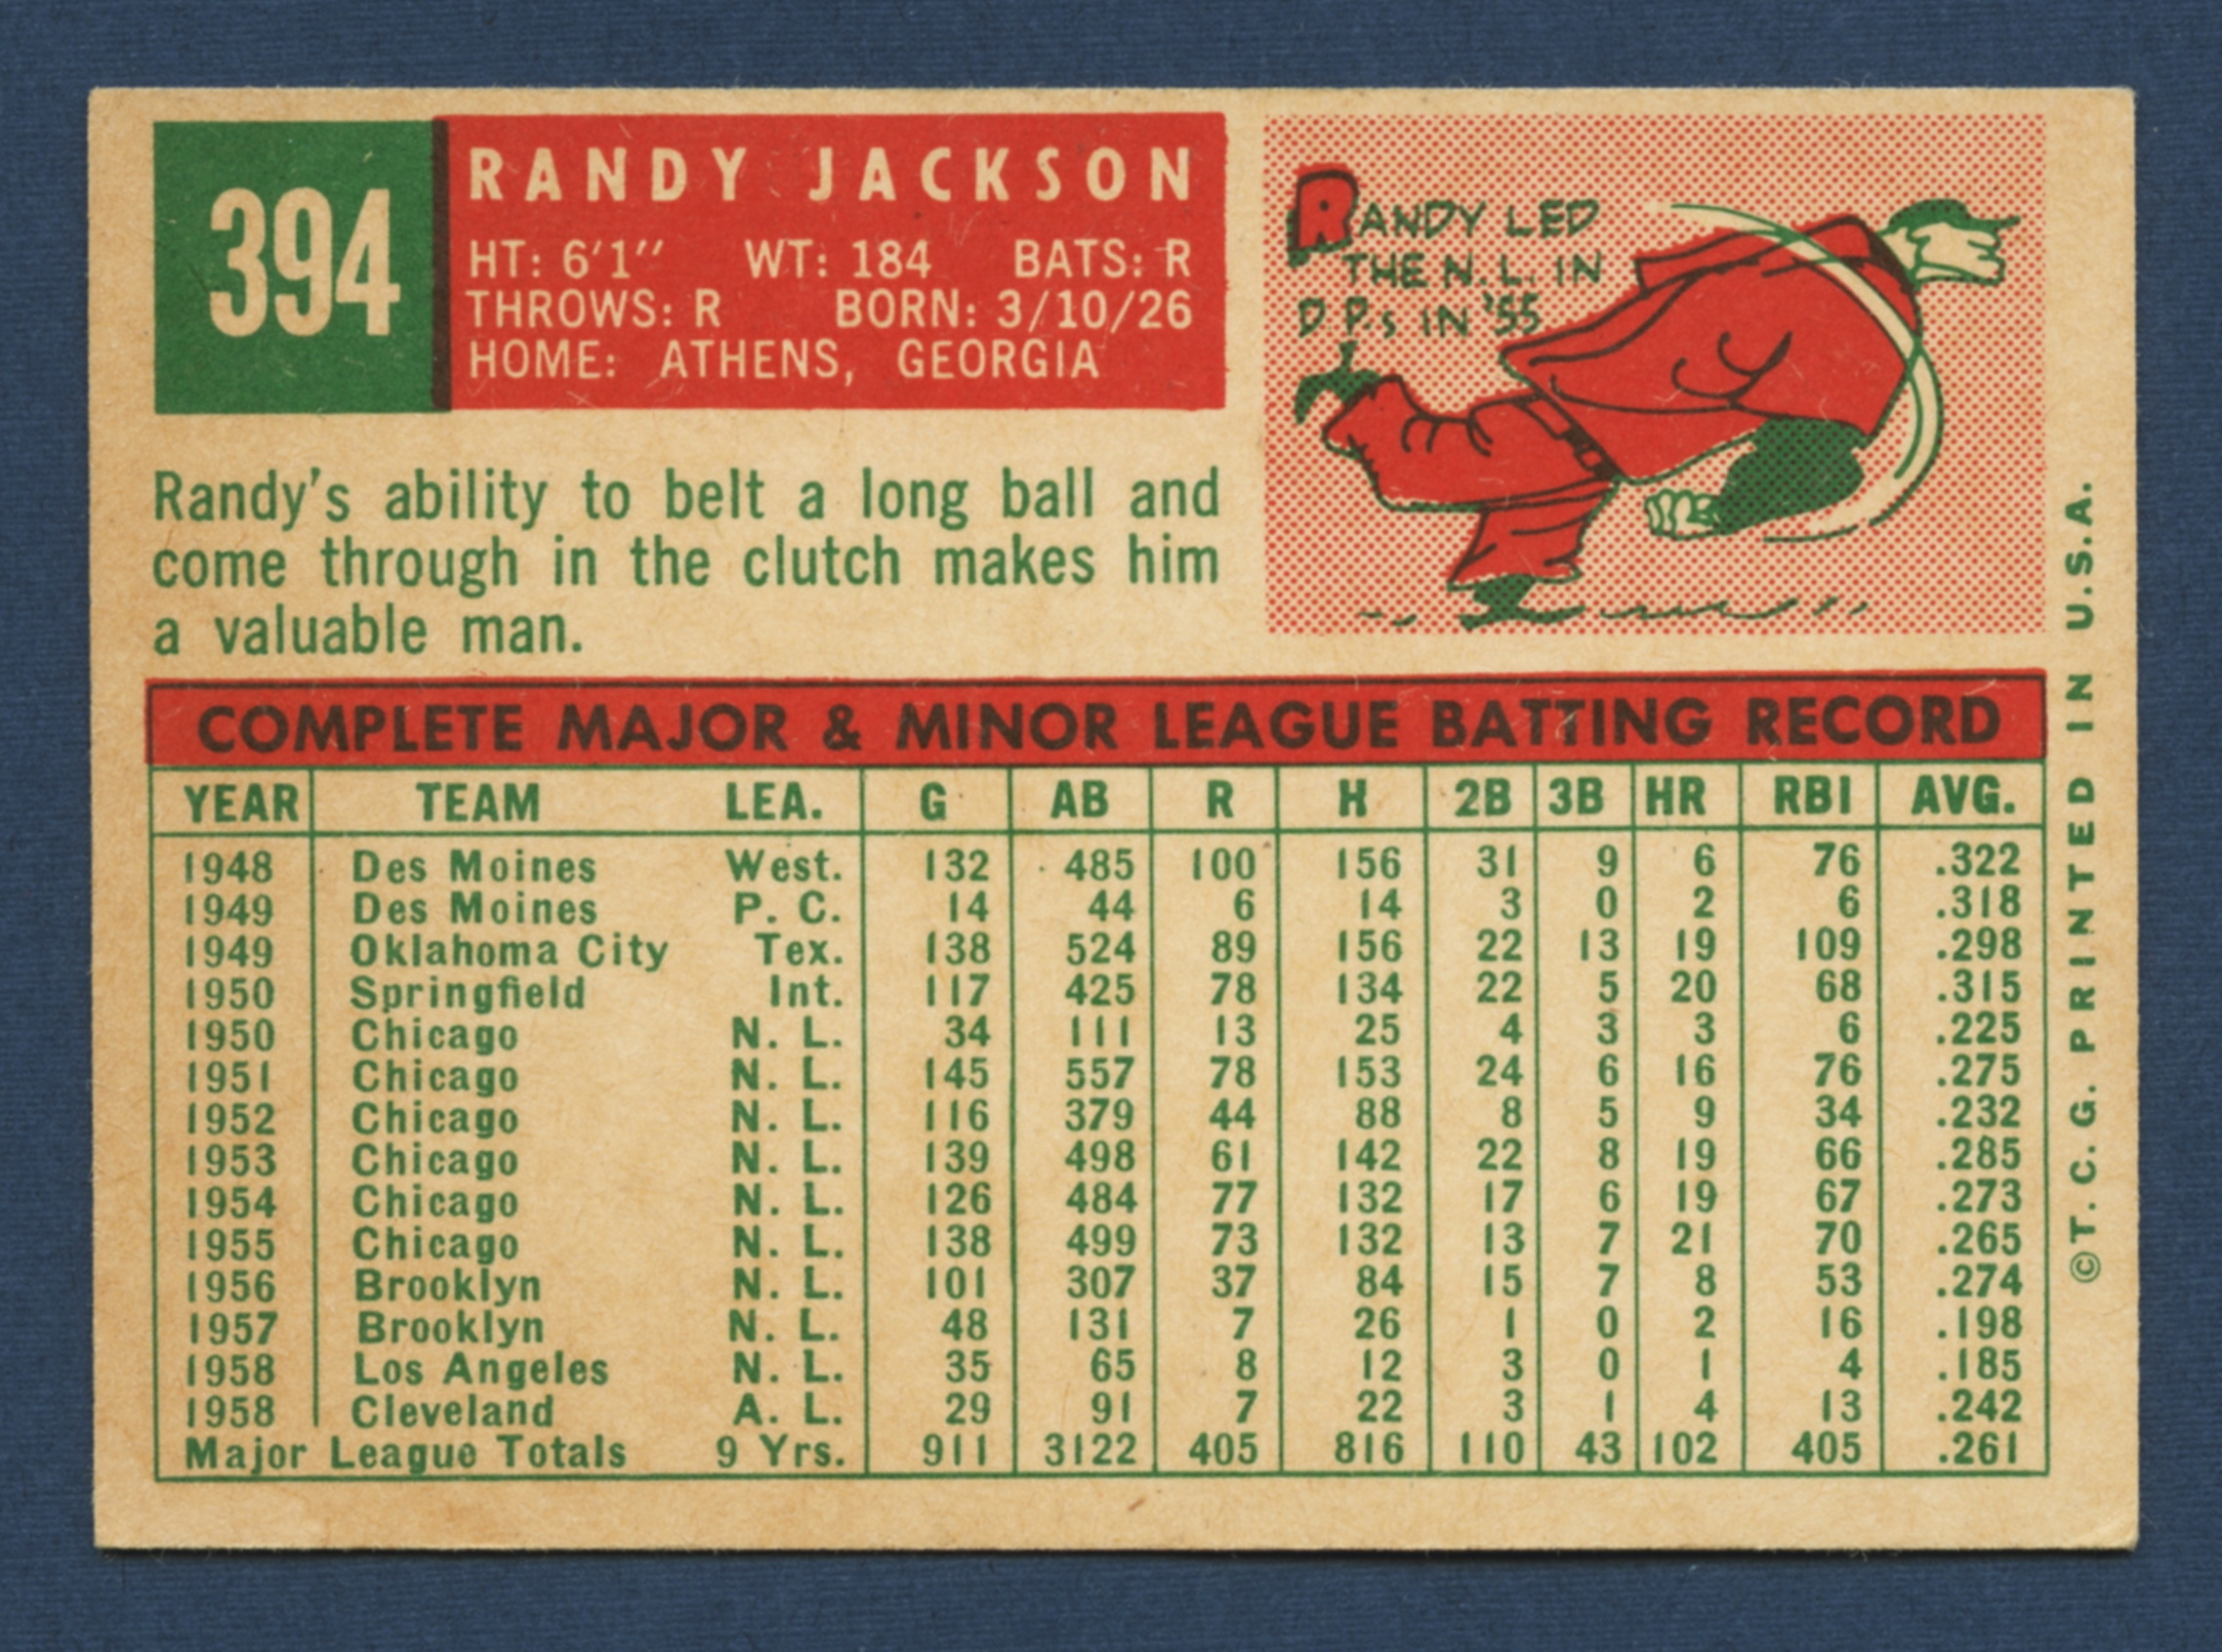 394
RANDY JACKSON
HT: 6'1" WT: 184 BATS: R
THROWS: R BORN: 3/10/26
HOME: ATHENS, GEORGIA
RANDY LED
THE N.L. IN
D.P.s IN '55
Randy's ability to belt a long ball and
come through in the clutch makes him
a valuable man.
COMPLETE MAJOR & MINOR LEAGUE BATTING RECORD
YEAR TEAM LEA. G AB R H 2B 3B HR RBI AVG.
1948 Des Moines West. 132 485 100 156 31 9 6 76 .322
1949 Des Moines P. C. 14 44 6 14 3 0 2 6 .318
1949 Oklahoma City Tex. 138 524 89 156 22 13 19 109 .298
1950 Springfield Int. 117 425 78 134 22 5 20 68 .315
1950 Chicago N. L. 34 111 13 25 4 3 3 6 .225
1951 Chicago N. L. 145 557 78 153 24 6 16 76 .275
1952 Chicago N. L. 116 379 44 88 8 5 9 34 .232
1953 Chicago N. L. 139 498 61 142 22 8 19 66 .285
1954 Chicago N. L. 126 484 77 132 17 6 19 67 .273
1955 Chicago N. L. 138 499 73 132 13 7 21 70 .265
1956 Brooklyn N. L. 101 307 37 84 15 7 8 53 .274
1957 Brooklyn N. L. 48 131 7 26 1 0 2 16 .198
1958 Los Angeles N. L. 35 65 8 12 3 0 1 4 .185
1958 Cleveland A. L. 29 91 7 22 3 1 4 13 .242
Major League Totals 9 Yrs. 911 3122 405 816 110 43 102 405 .261
©T. C. G. PRINTED IN U.S.A.